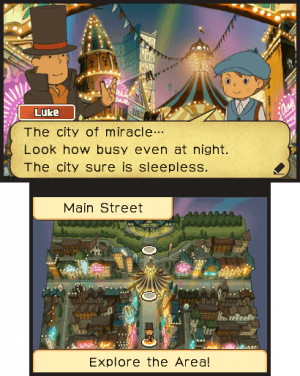 Luke
The city of miracle…
Look how busy even at night.
The city sure is sleepless.
Main Street
Explore the Area!